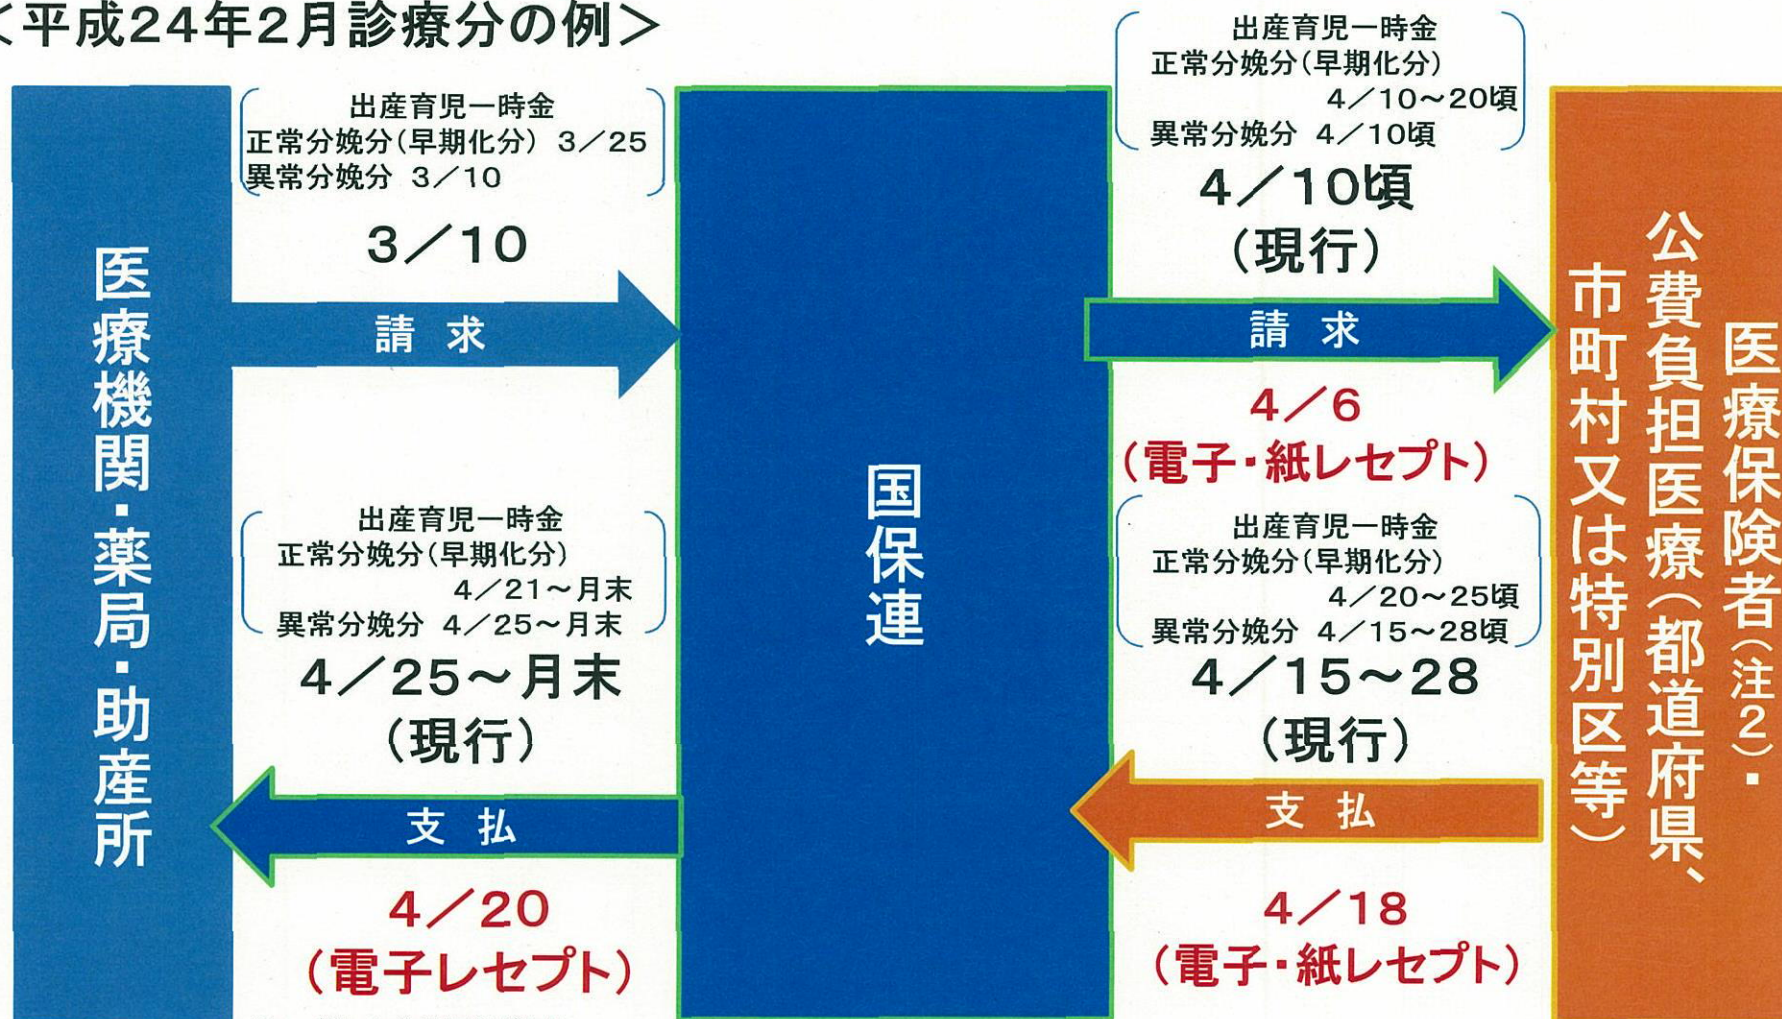 ＜平成24年2月診療分の例＞
医療機関・薬局・助産所
出産育児一時金
正常分娩分(早期化分) 3／25
異常分娩分 3／10
3／10
請 求
出産育児一時金
正常分娩分(早期化分)
4／21～月末
異常分娩分 4／25～月末
4／25～月末
(現行)
支 払
4／20
(電子レセプト)
国保連
出産育児一時金
正常分娩分(早期化分)
4／10～20頃
異常分娩分 4／10頃
4／10頃
(現行)
請 求
4／6
(電子・紙レセプト)
出産育児一時金
正常分娩分(早期化分)
4／20～25頃
異常分娩分 4／15～28頃
4／15～28
(現行)
支 払
4／18
(電子・紙レセプト)
医療保険者(注2)・
公費負担医療(都道府県、
市町村又は特別区等)